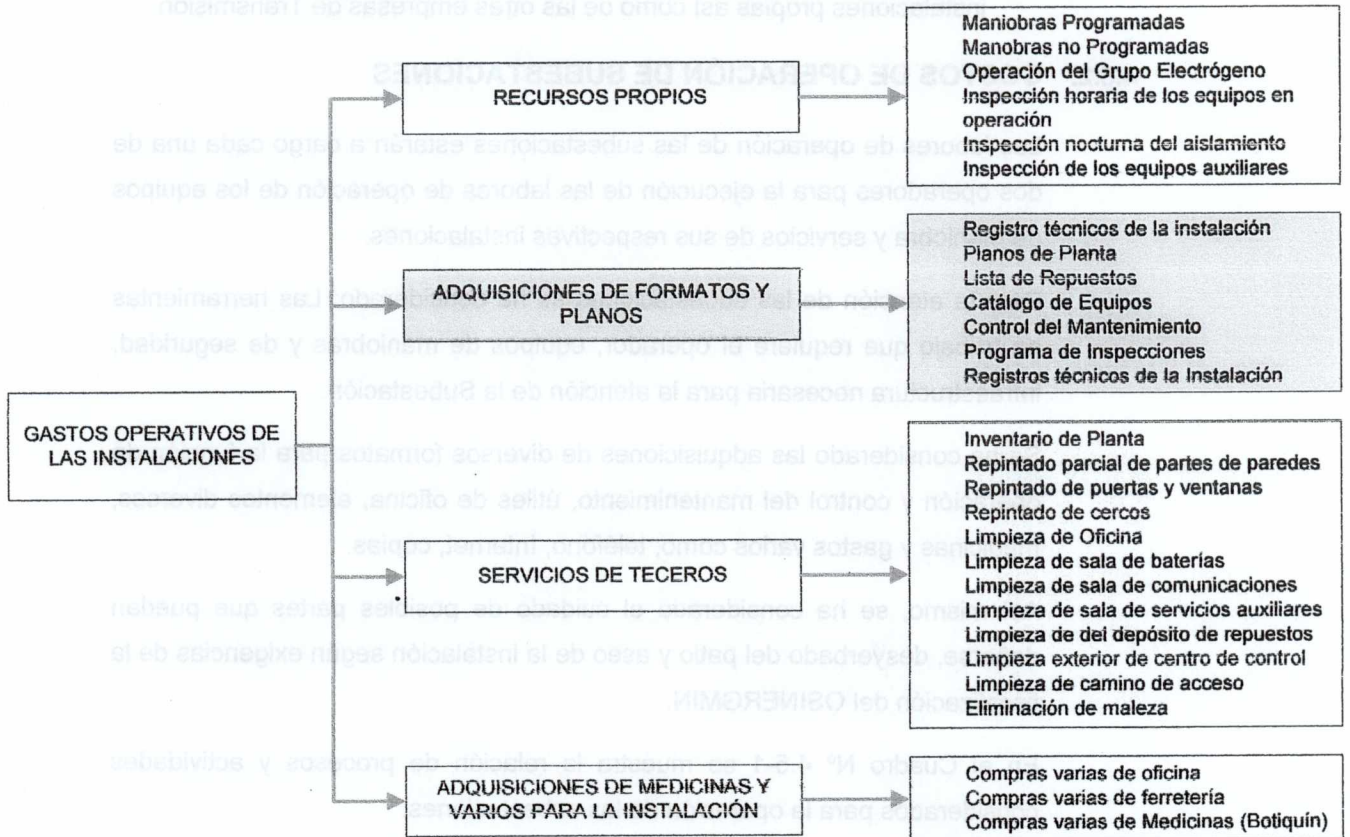 Maniobras Programadas
Manobras no Programadas
Operación del Grupo Electrógeno
Inspección horaria de los equipos en
operación
Inspección nocturna del aislamiento
Inspección de los equipos auxiliares
RECURSOS PROPIOS
Registro técnicos de la instalación
Planos de Planta
Lista de Repuestos
Catálogo de Equipos
Control del Mantenimiento
Programa de Inspecciones
Registros técnicos de la Instalación
ADQUISICIONES DE FORMATOS Y
PLANOS
GASTOS OPERATIVOS DE
LAS INSTALACIONES
Inventario de Planta
Repintado parcial de partes de paredes
Repintado de puertas y ventanas
Repintado de cercos
Limpieza de Oficina
Limpieza de sala de baterías
Limpieza de sala de comunicaciones
Limpieza de sala de servicios auxiliares
Limpieza de del depósito de repuestos
Limpieza exterior de centro de control
Limpieza de camino de acceso
Eliminación de maleza
SERVICIOS DE TECEROS
ADQUISICIONES DE MEDICINAS Y
VARIOS PARA LA INSTALACIÓN
Compras varias de oficina
Compras varias de ferretería
Compras varias de Medicinas (Botiquín)